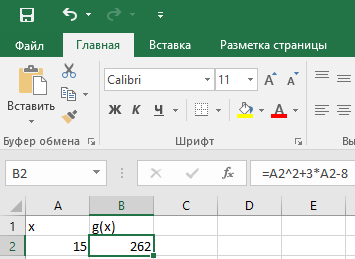 Файл Главная Вставка Разметка страницы
Calibri 11 A A
Вставить Ж К Ч А
Буфер обмена Шрифт
B2 fx =A2^2+3*A2-8
A B C D E
1 x g(x)
2 15 262